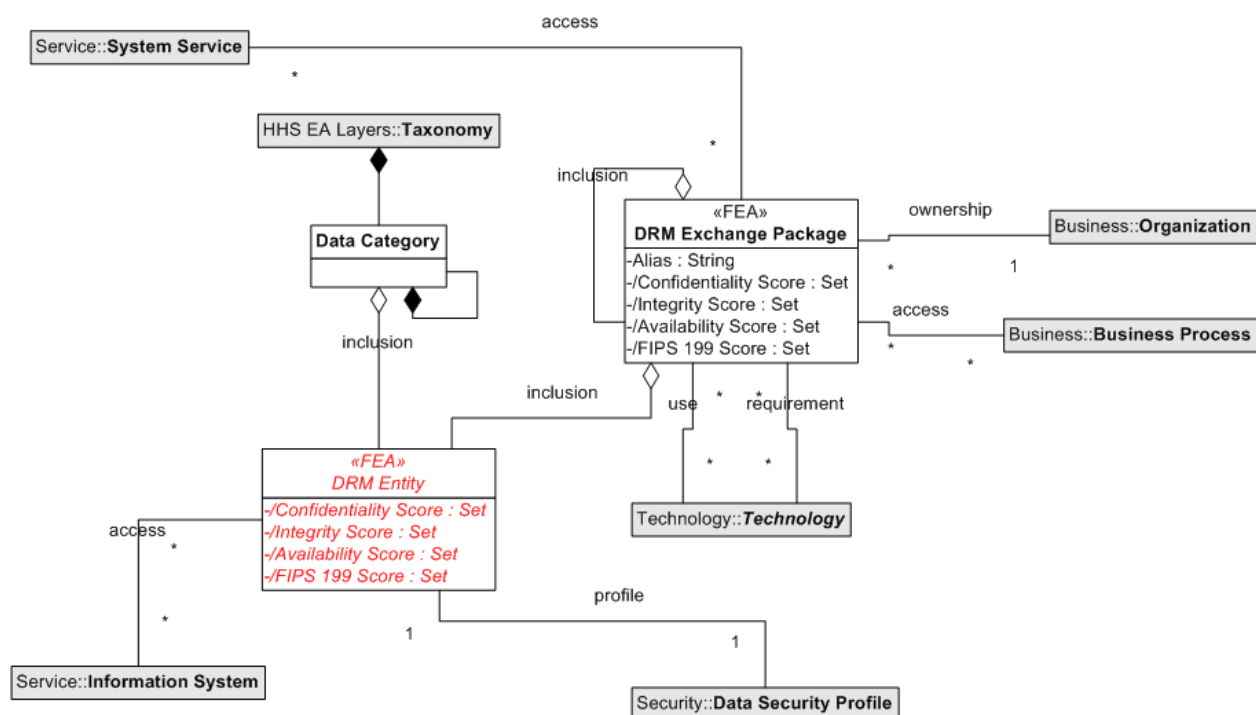 access
Service::System Service
*
HHS EA Layers::Taxonomy
*
inclusion
«FEA»
DRM Exchange Package
-Alias : String
-/Confidentiality Score : Set
-/Integrity Score : Set
-/Availability Score : Set
-/FIPS 199 Score : Set
ownership
Business::Organization
*
1
access
Business::Business Process
*
*
Data Category
inclusion
inclusion
use
*
*
requirement
*
*
Technology::Technology
«FEA»
DRM Entity
-/Confidentiality Score : Set
-/Integrity Score : Set
-/Availability Score : Set
-/FIPS 199 Score : Set
access
*
*
profile
1
1
Service::Information System
Security::Data Security Profile